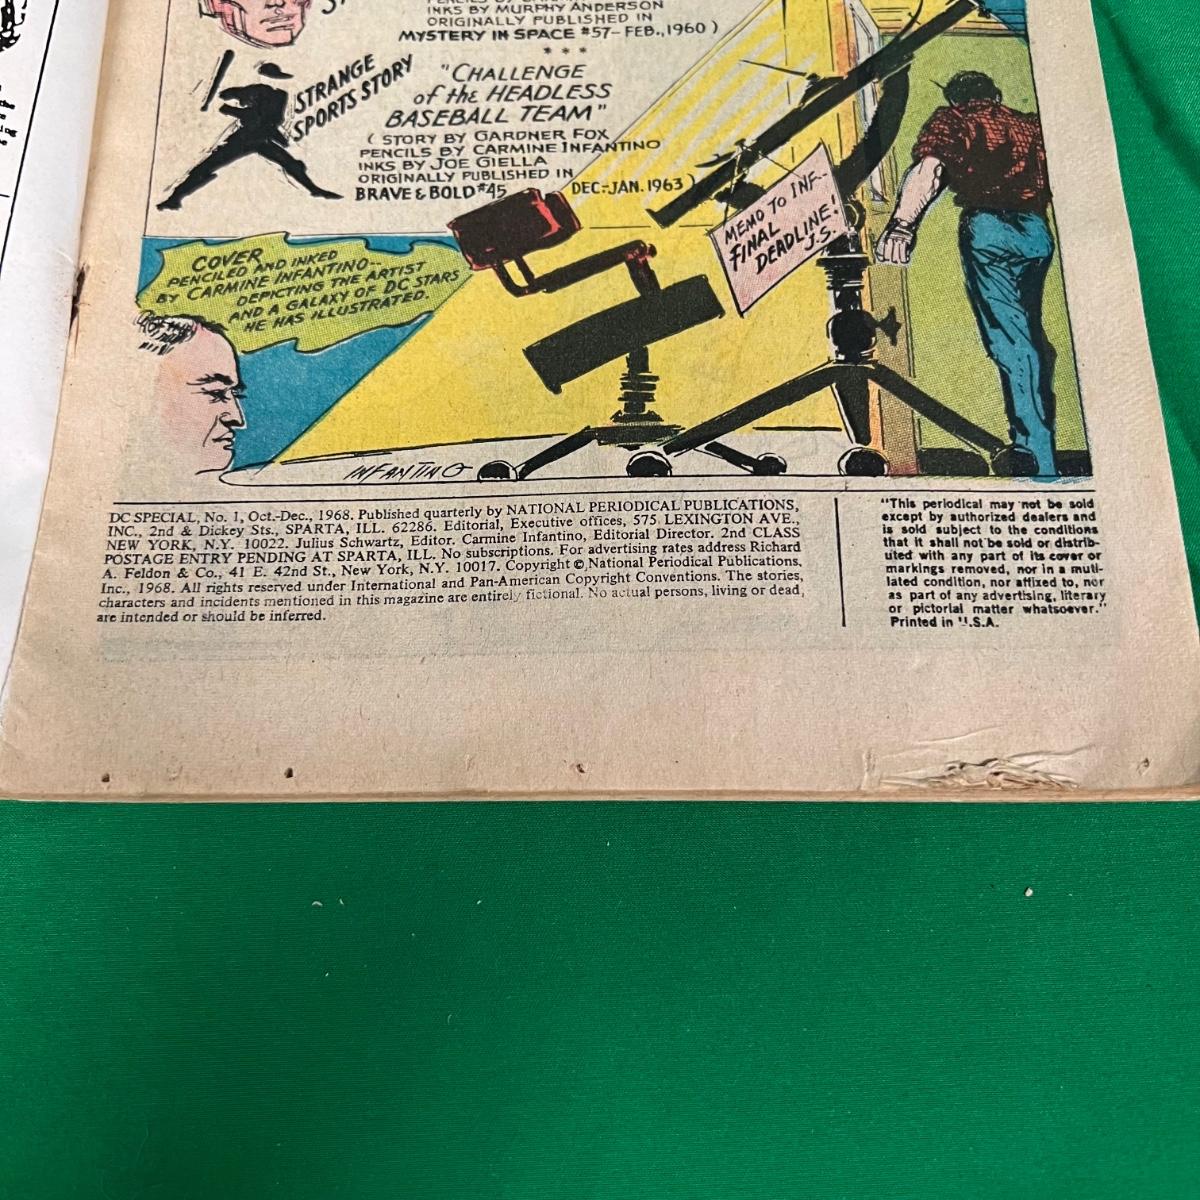 INKS BY MURPHY ANDERSON
ORIGINALLY PUBLISHED IN
MYSTERY IN SPACE #57-FEB., 1960 )
* * *
STRANGE
SPORTS STORY
"CHALLENGE
of the HEADLESS
BASEBALL TEAM"
( STORY BY GARDNER FOX
PENCILS BY CARMINE INFANTINO
INKS BY JOE GIELLA
ORIGINALLY PUBLISHED IN
BRAVE & BOLD #45 DEC.-JAN. 1963 )
MEMO TO INF--
FINAL
DEADLINE!
J.S.
COVER
PENCILED AND INKED
BY CARMINE INFANTINO--
DEPICTING THE ARTIST
AND A GALAXY OF DC STARS
HE HAS ILLUSTRATED.
INFANTINO
DC SPECIAL, No. 1, Oct.-Dec., 1968. Published quarterly by NATIONAL PERIODICAL PUBLICATIONS,
INC., 2nd & Dickey Sts., SPARTA, ILL. 62286. Editorial, Executive offices, 575 LEXINGTON AVE.,
NEW YORK, N.Y. 10022. Julius Schwartz, Editor. Carmine Infantino, Editorial Director. 2nd CLASS
POSTAGE ENTRY PENDING AT SPARTA, ILL. No subscriptions. For advertising rates address Richard
A. Feldon & Co., 41 E. 42nd St., New York, N.Y. 10017. Copyright © National Periodical Publications,
Inc., 1968. All rights reserved under International and Pan-American Copyright Conventions. The stories,
characters and incidents mentioned in this magazine are entirely fictional. No actual persons, living or dead,
are intended or should be inferred.
"This periodical may not be sold
except by authorized dealers and
is sold subject to the conditions
that it shall not be sold or distrib-
uted with any part of its cover or
markings removed, nor in a muti-
lated condition, nor affixed to, nor
as part of any advertising, literary
or pictorial matter whatsoever."
Printed in U.S.A.